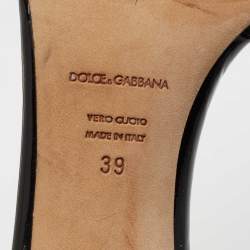 DOLCE & GABBANA
VERO CUOIO
MADE IN ITALY
39